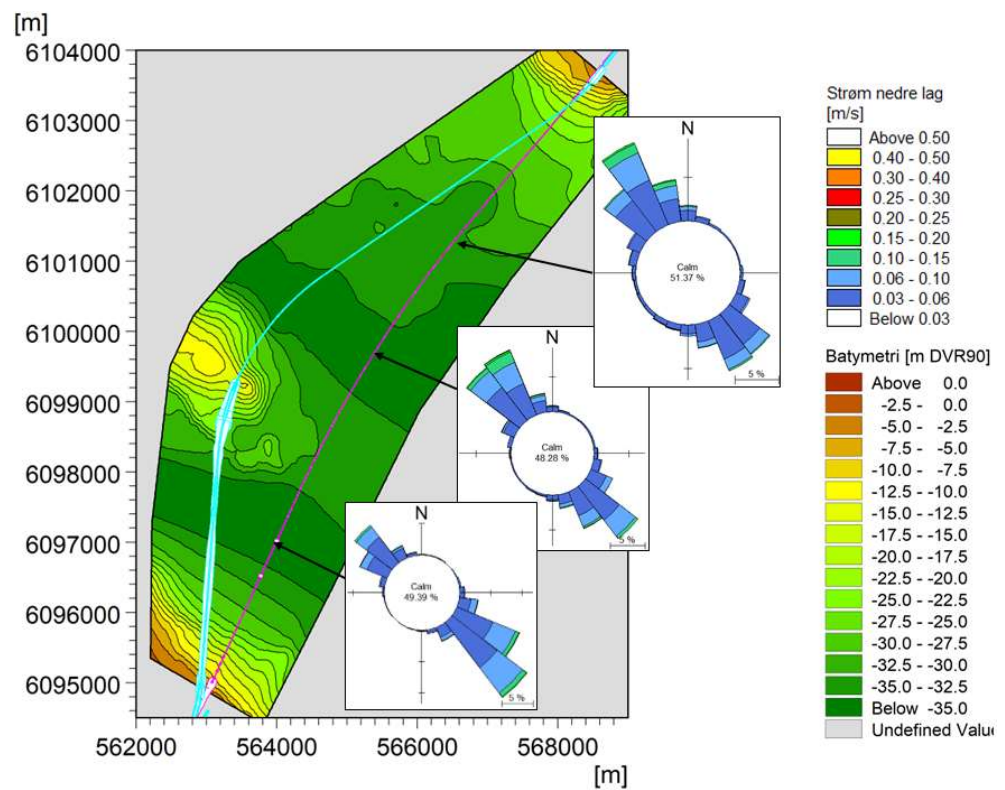 [m]
6104000
6103000
6102000
6101000
6100000
6099000
6098000
6097000
6096000
6095000
562000 564000 566000 568000
[m]
N
Calm
51.37 %
5 %
N
Calm
48.28 %
5 %
N
Calm
49.39 %
5 %
Strøm nedre lag
[m/s]
Above 0.50
0.40 - 0.50
0.30 - 0.40
0.25 - 0.30
0.20 - 0.25
0.15 - 0.20
0.10 - 0.15
0.06 - 0.10
0.03 - 0.06
Below 0.03
Batymetri [m DVR90]
Above 0.0
-2.5 - 0.0
-5.0 - -2.5
-7.5 - -5.0
-10.0 - -7.5
-12.5 - -10.0
-15.0 - -12.5
-17.5 - -15.0
-20.0 - -17.5
-22.5 - -20.0
-25.0 - -22.5
-27.5 - -25.0
-30.0 - -27.5
-32.5 - -30.0
-35.0 - -32.5
Below -35.0
Undefined Valu